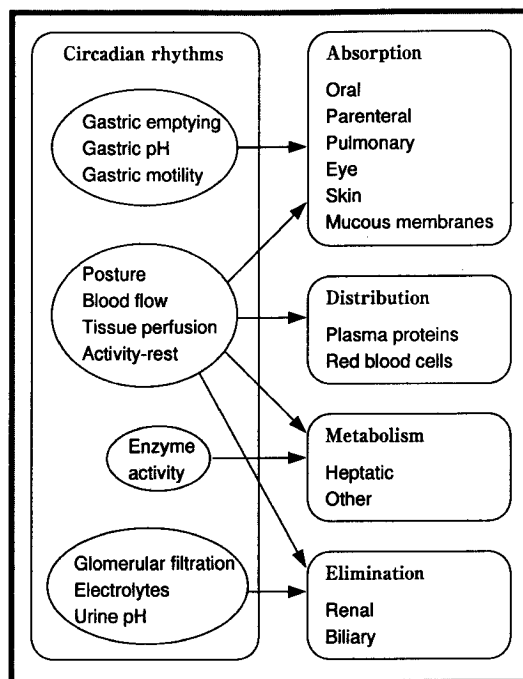 Circadian rhythms
Gastric emptying
Gastric pH
Gastric motility
Posture
Blood flow
Tissue perfusion
Activity-rest
Enzyme
activity
Glomerular filtration
Electrolytes
Urine pH
Absorption
Oral
Parenteral
Pulmonary
Eye
Skin
Mucous membranes
Distribution
Plasma proteins
Red blood cells
Metabolism
Heptatic
Other
Elimination
Renal
Biliary